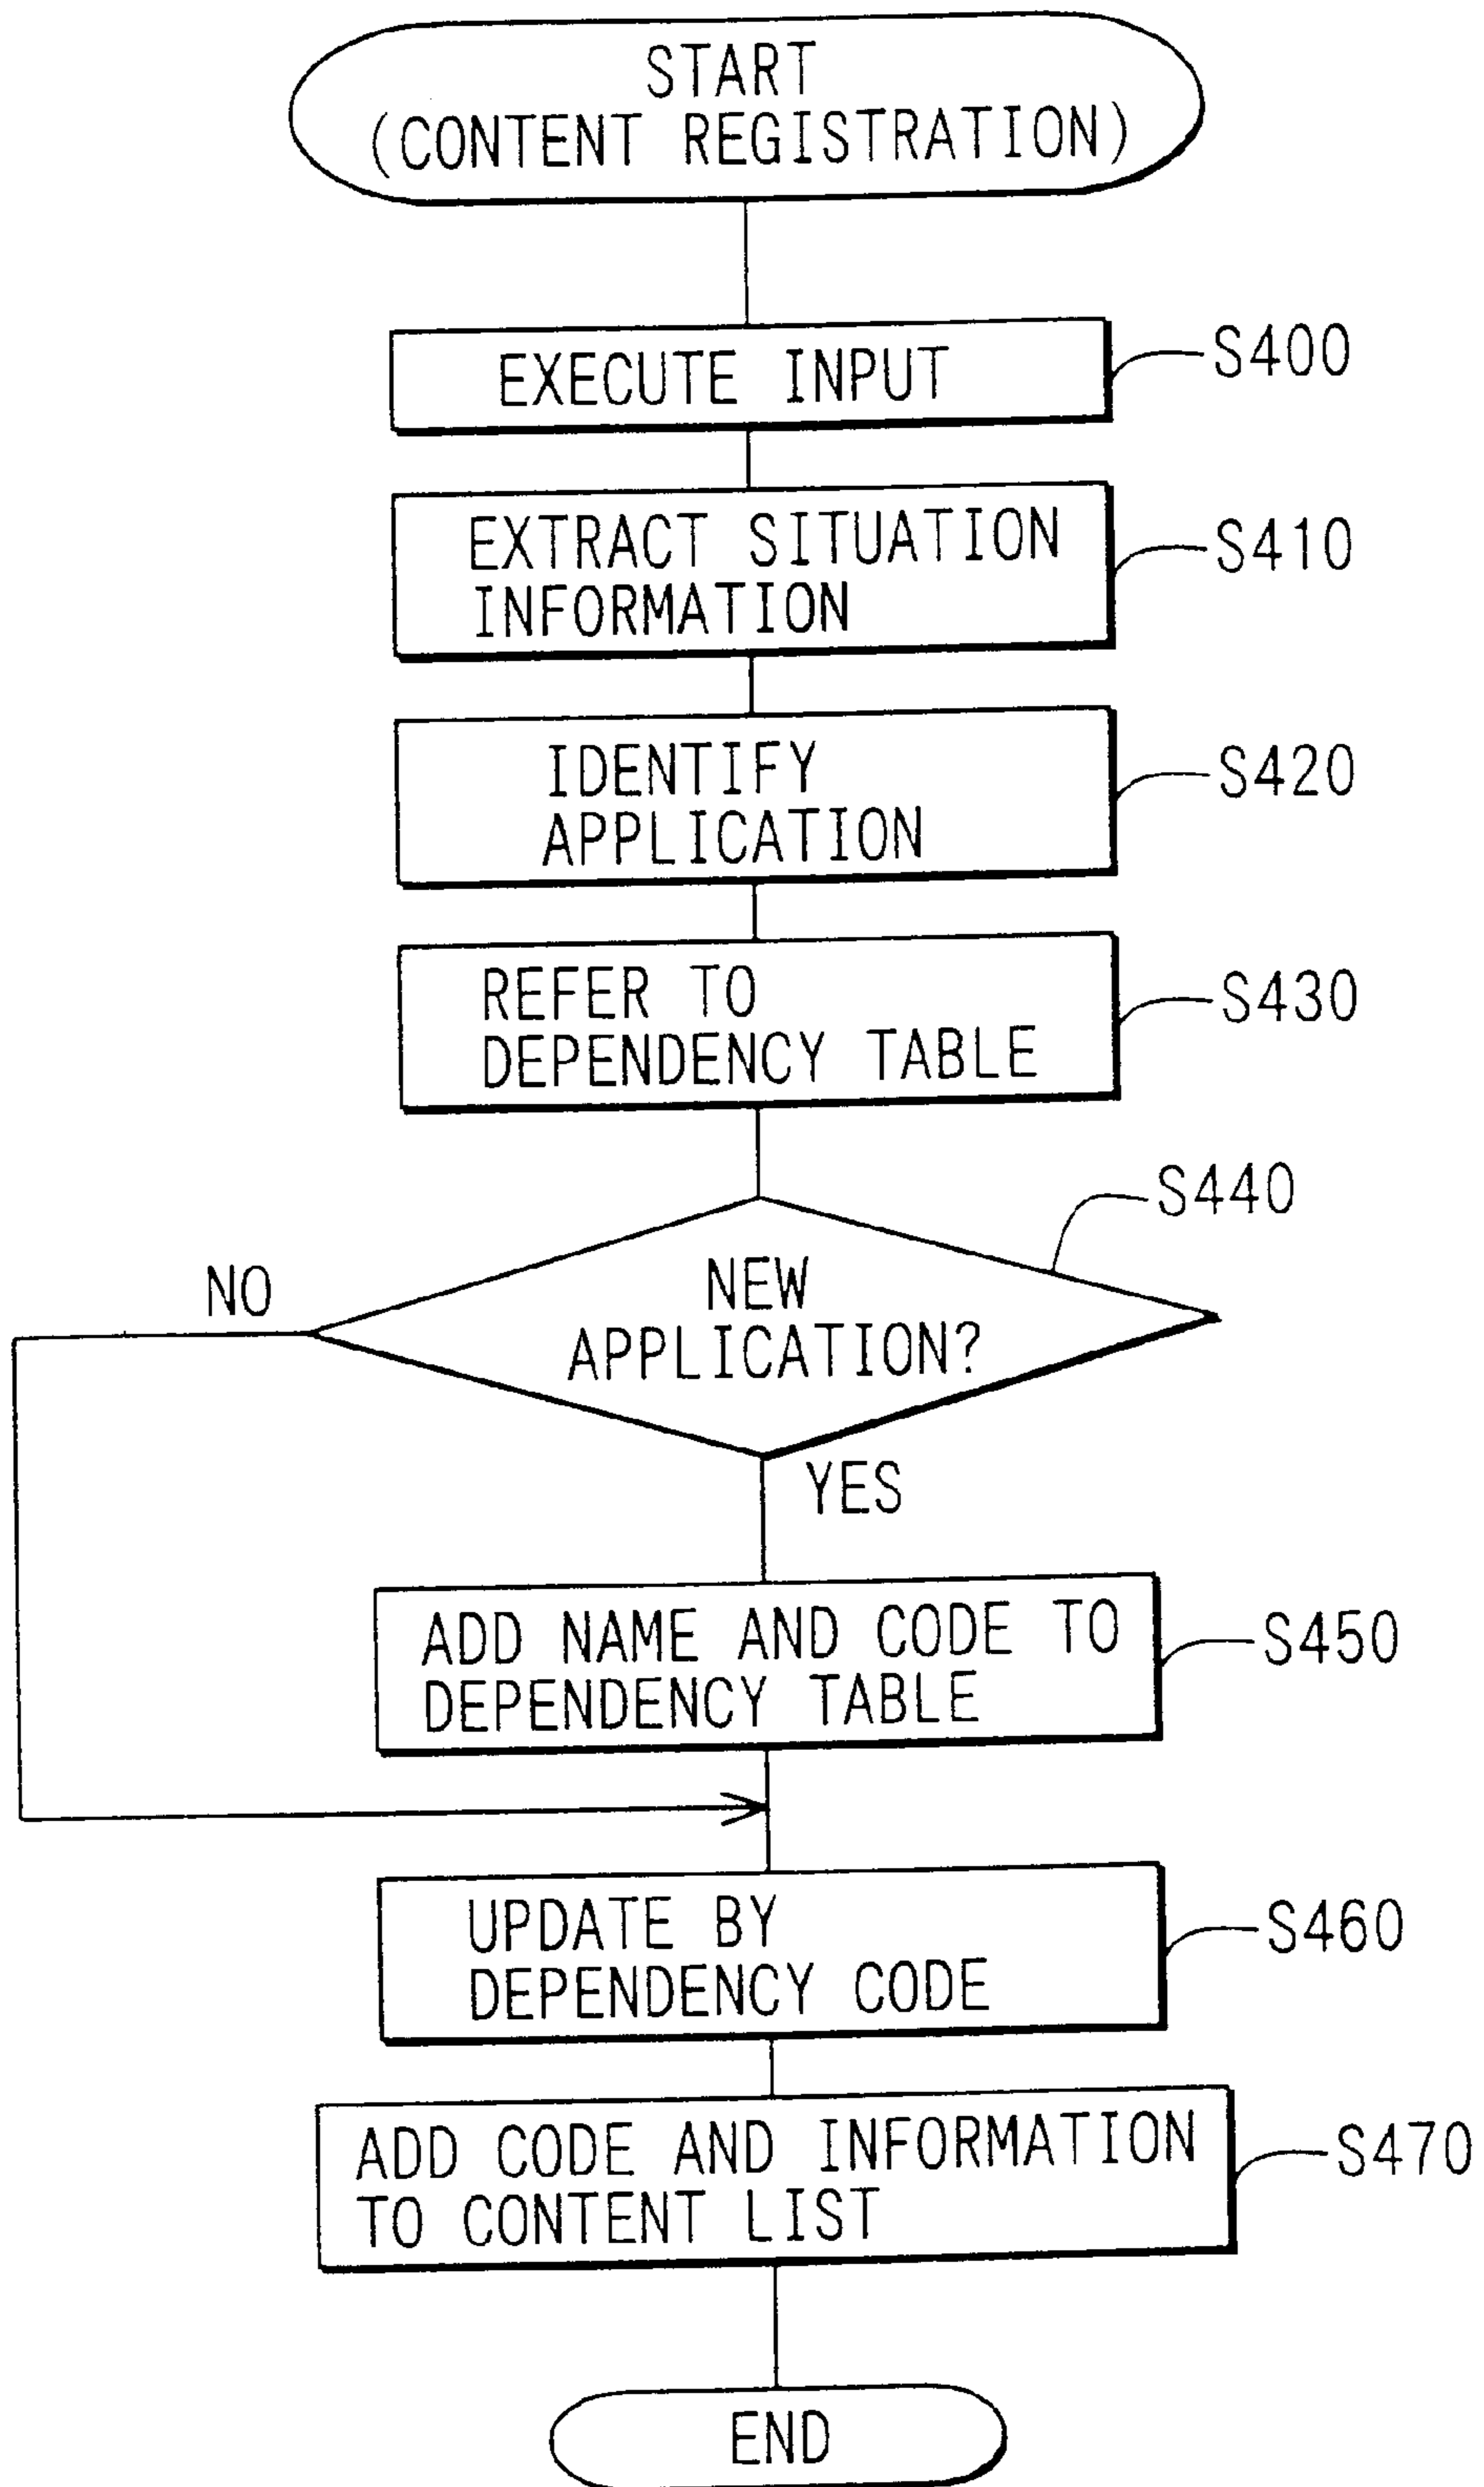 START
(CONTENT REGISTRATION)
EXECUTE INPUT
S400
EXTRACT SITUATION
INFORMATION
S410
IDENTIFY
APPLICATION
S420
REFER TO
DEPENDENCY TABLE
S430
S440
NO
NEW
APPLICATION?
YES
ADD NAME AND CODE TO
DEPENDENCY TABLE
S450
UPDATE BY
DEPENDENCY CODE
S460
ADD CODE AND INFORMATION
TO CONTENT LIST
S470
END